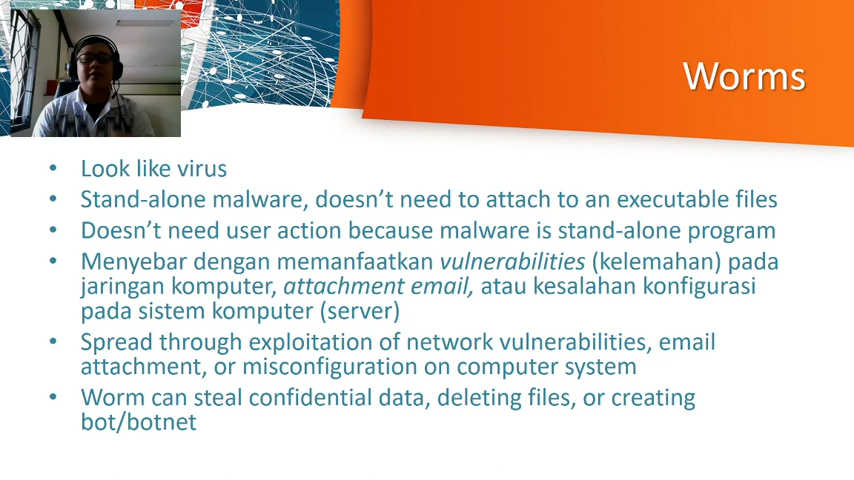 Worms
• Look like virus
• Stand-alone malware, doesn’t need to attach to an executable files
• Doesn’t need user action because malware is stand-alone program
• Menyebar dengan memanfaatkan vulnerabilities (kelemahan) pada
jaringan komputer, attachment email, atau kesalahan konfigurasi
pada sistem komputer (server)
• Spread through exploitation of network vulnerabilities, email
attachment, or misconfiguration on computer system
• Worm can steal confidential data, deleting files, or creating
bot/botnet